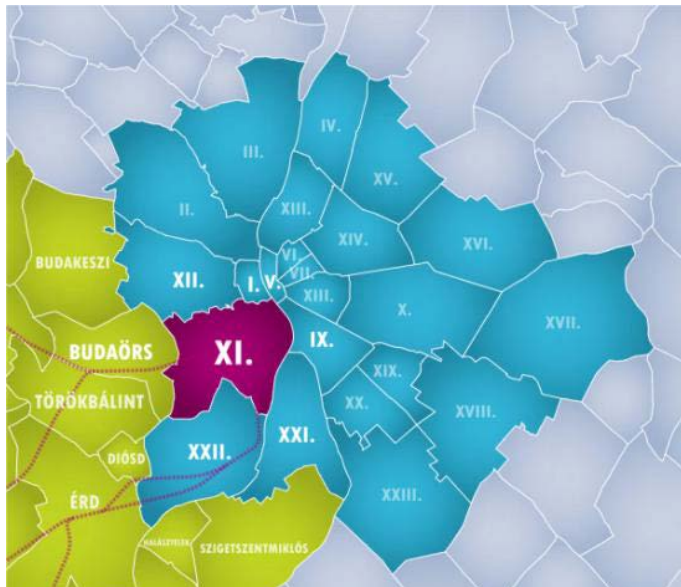 IV.
III.
XV.
XIII.
II.
XIV.
XVI.
VI.
BUDAKESZI
VII.
XII.
I.
V.
XIII.
X.
XVII.
IX.
XI.
BUDAÖRS
XIX.
TÖRÖKBÁLINT
XX.
XVIII.
XXI.
XXII.
DIÓSD
XXIII.
ÉRD
HALÁSZTELEK
SZIGETSZENTMIKLÓS